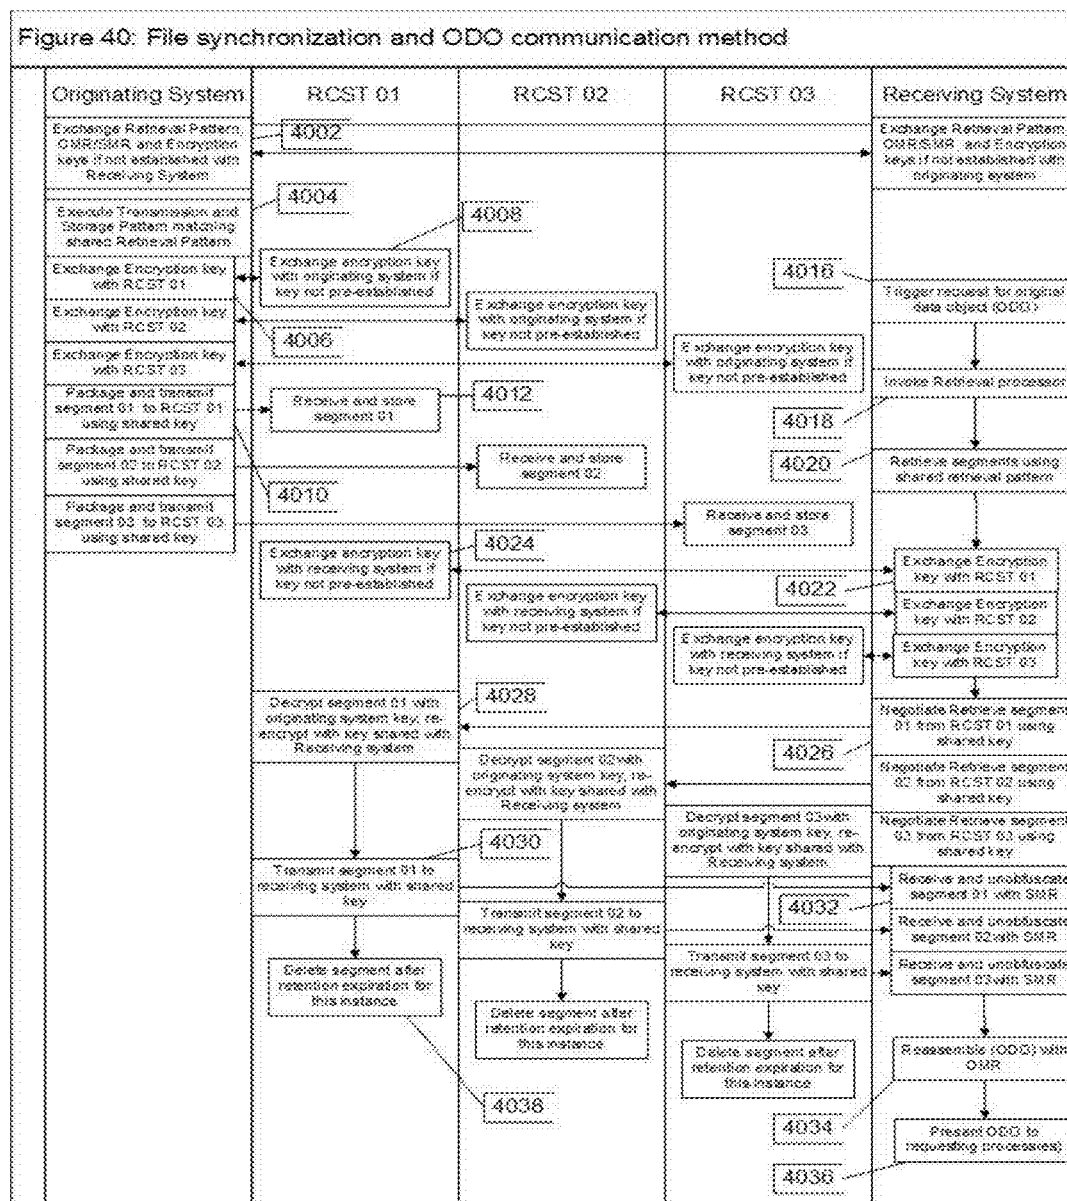 Figure 40: File synchronization and ODO communication method
Originating System
RCST 01
RCST 02
RCST 03
Receiving System
Exchange Retrieval Pattern,
OMR/SMR, and Encryption
keys if not established with
Receiving System
4002
Exchange Retrieval Pattern,
OMR/SMR, and Encryption
keys if not established with
originating system
4004
Execute Transmission and
Storage Pattern matching
shared Retrieval Pattern
4008
Exchange Encryption key
with RCST 01
Exchange encryption key
with originating system if
key not pre-established
4016
Trigger request for original
data object (ODO)
Exchange Encryption key
with RCST 02
4006
Exchange encryption key
with originating system if
key not pre-established
Exchange Encryption key
with RCST 03
Exchange encryption key
with originating system if
key not pre-established
Invoke Retrieval processor
Package and transmit
segment 01 to RCST 01
using shared key
Receive and store
segment 01
4012
4018
Package and transmit
segment 02 to RCST 02
using shared key
Receive and store
segment 02
4020
Retrieve segments using
shared retrieval pattern
4010
Package and transmit
segment 03 to RCST 03
using shared key
Receive and store
segment 03
4024
Exchange encryption key
with receiving system if
key not pre-established
4022
Exchange Encryption
key with RCST 01
Exchange encryption key
with receiving system if
key not pre-established
Exchange Encryption
key with RCST 02
Exchange encryption key
with receiving system if
key not pre-established
Exchange Encryption
key with RCST 03
4028
Decrypt segment 01 with
originating system key, re-
encrypt with key shared with
Receiving system
Negotiate Retrieve segment
01 from RCST 01 using
shared key
4026
Decrypt segment 02with
originating system key, re-
encrypt with key shared with
Receiving system
Negotiate Retrieve segment
02 from RCST 02 using
shared key
Decrypt segment 03with
originating system key, re-
encrypt with key shared with
Receiving system
Negotiate Retrieve segment
03 from RCST 03 using
shared key
4030
Transmit segment 01 to
receiving system with shared
key
Receive and unobfuscate
segment 01 with SMR
4032
Transmit segment 02 to
receiving system with shared
key
Receive and unobfuscate
segment 02with SMR
Transmit segment 03 to
receiving system with shared
key
Receive and unobfuscate
segment 03with SMR
Delete segment after
retention expiration for
this instance
Delete segment after
retention expiration for
this instance
Delete segment after
retention expiration for
this instance
Reassemble (ODO) with
OMR
4038
4034
Present ODO to
requesting process(es)
4036